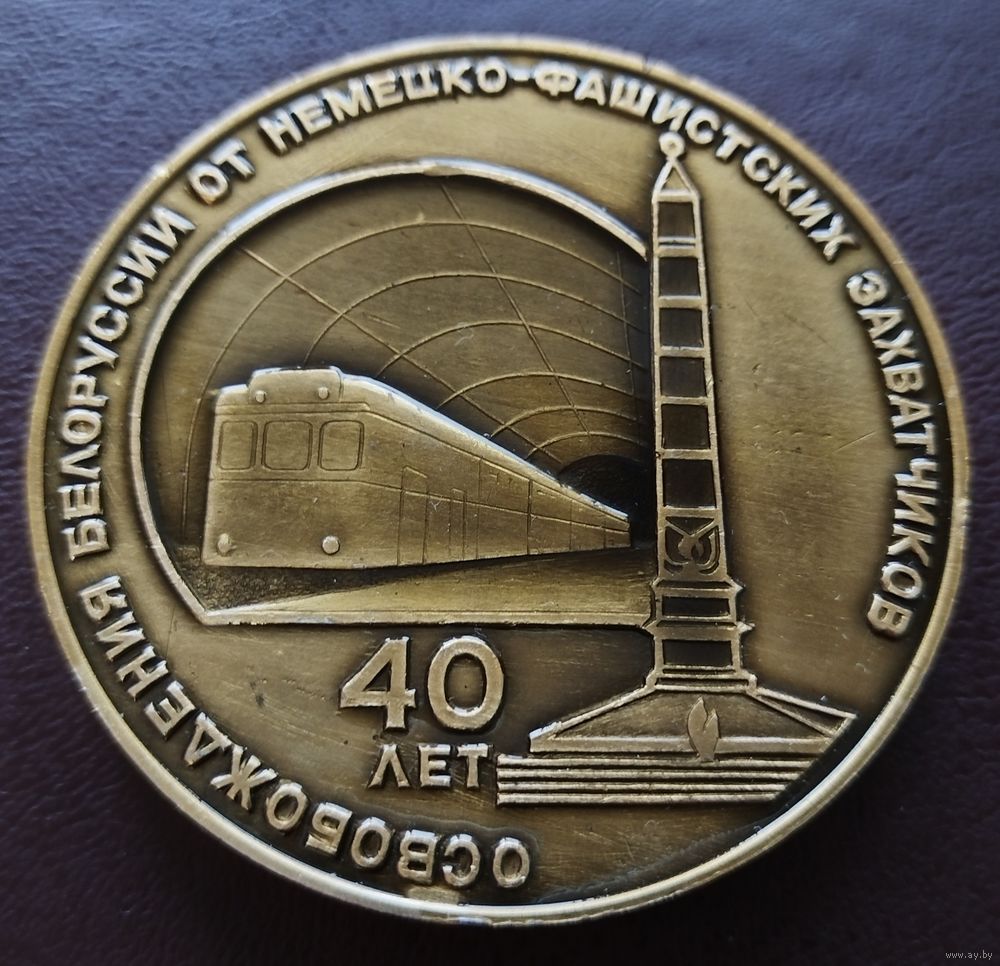 ОСВОБОЖДЕНИЯ БЕЛОРУССИИ ОТ НЕМЕЦКО-ФАШИСТСКИХ ЗАХВАТЧИКОВ
40
ЛЕТ
www.ay.by